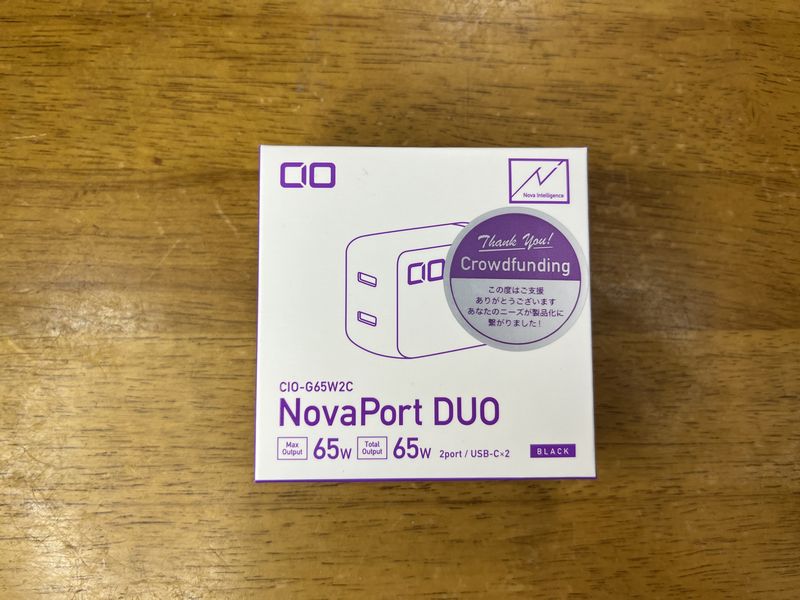 CIO
Nova Intelligence
Thank You!
Crowdfunding
この度はご支援
ありがとうございます
あなたのニーズが製品化に
繋がりました！
CIO
CIO-G65W2C
NovaPort DUO
Max Output 65W Total Output 65W 2port / USB-C×2 BLACK